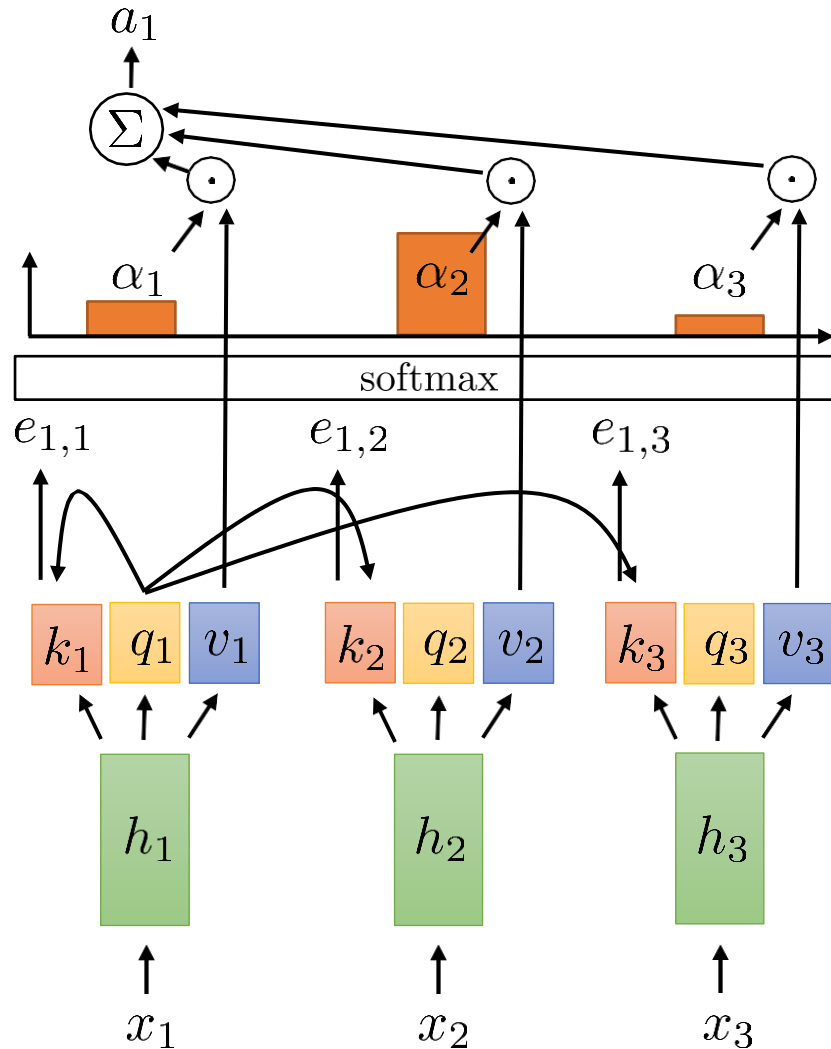 a₁
Σ
α₁ α₂ α₃
softmax
e₁,₁ e₁,₂ e₁,₃
k₁ q₁ v₁ k₂ q₂ v₂ k₃ q₃ v₃
h₁ h₂ h₃
x₁ x₂ x₃